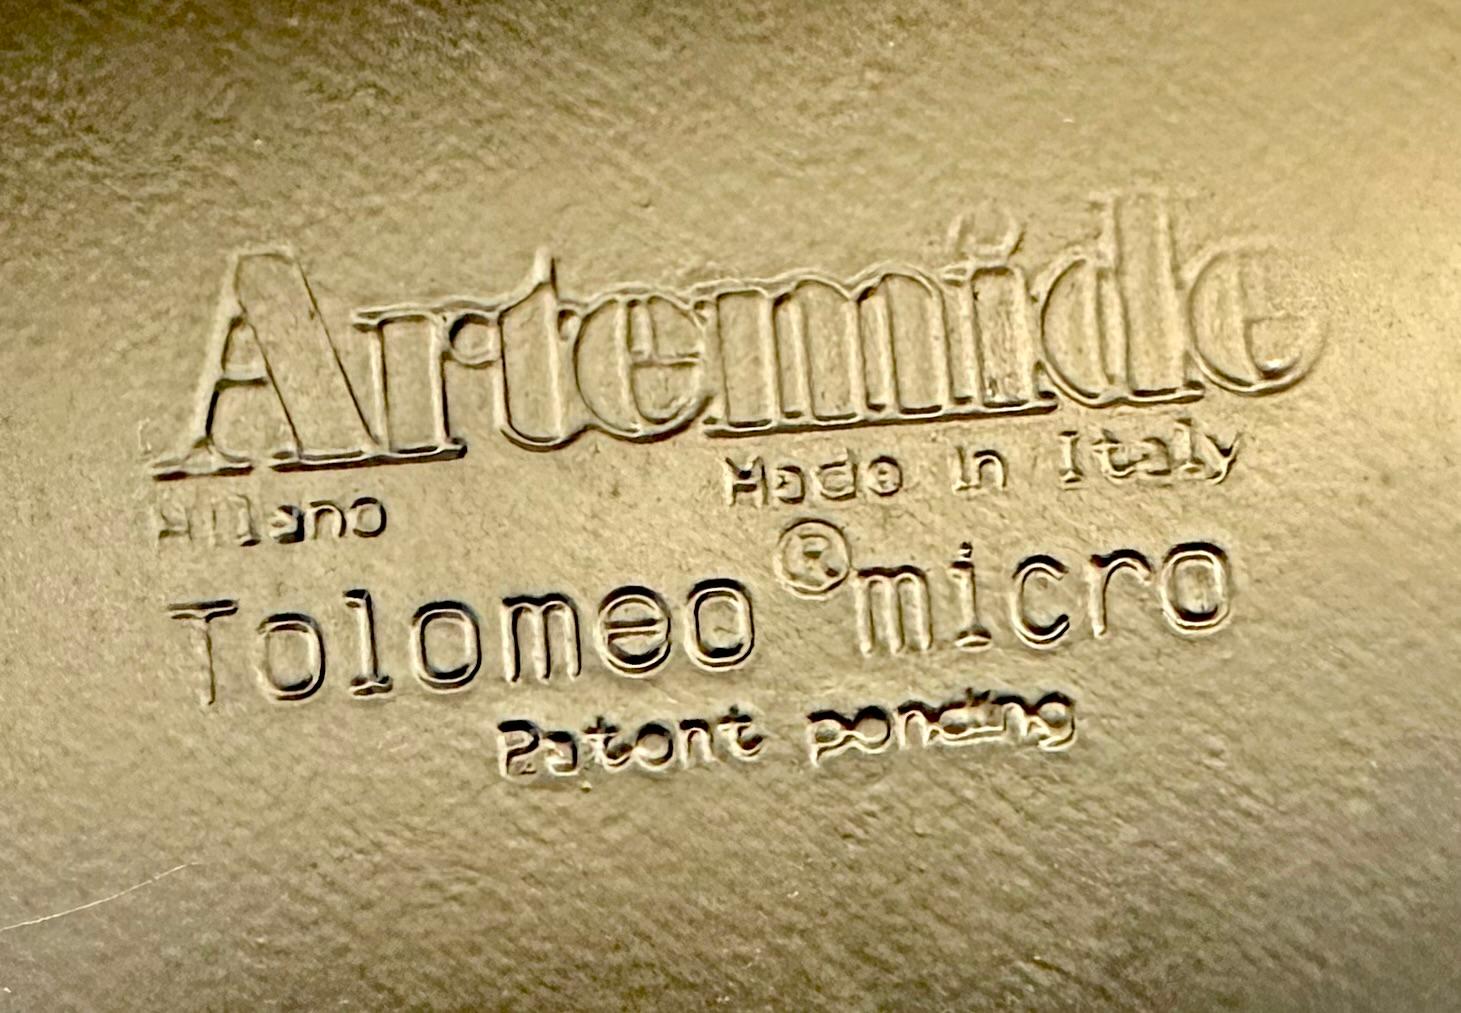 Artemide
Milano Made in Italy
Tolomeo® micro
Patent pending